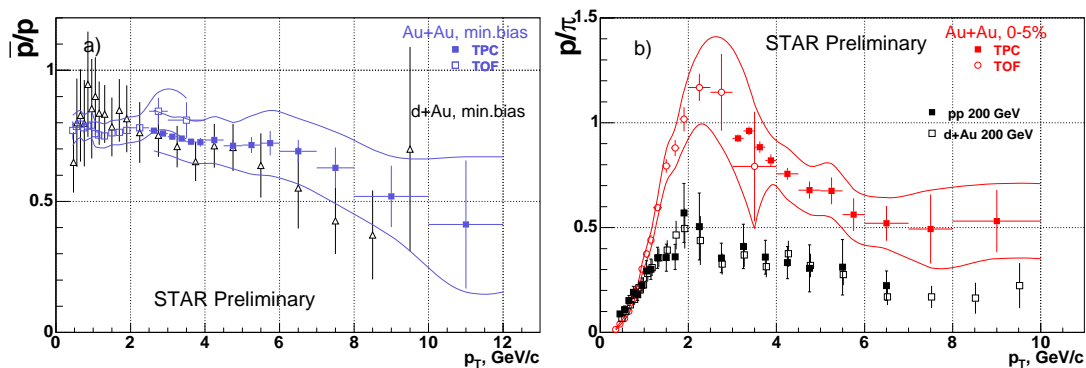 p̅/p
a)
Au+Au, min.bias
TPC
TOF
d+Au, min.bias
STAR Preliminary
1
0.5
0
0 2 4 6 8 10 12
p_T, GeV/c
p/π
b)
STAR Preliminary
Au+Au, 0-5%
TPC
TOF
pp 200 GeV
d+Au 200 GeV
1.5
1
0.5
0
0 2 4 6 8 10
p_T, GeV/c